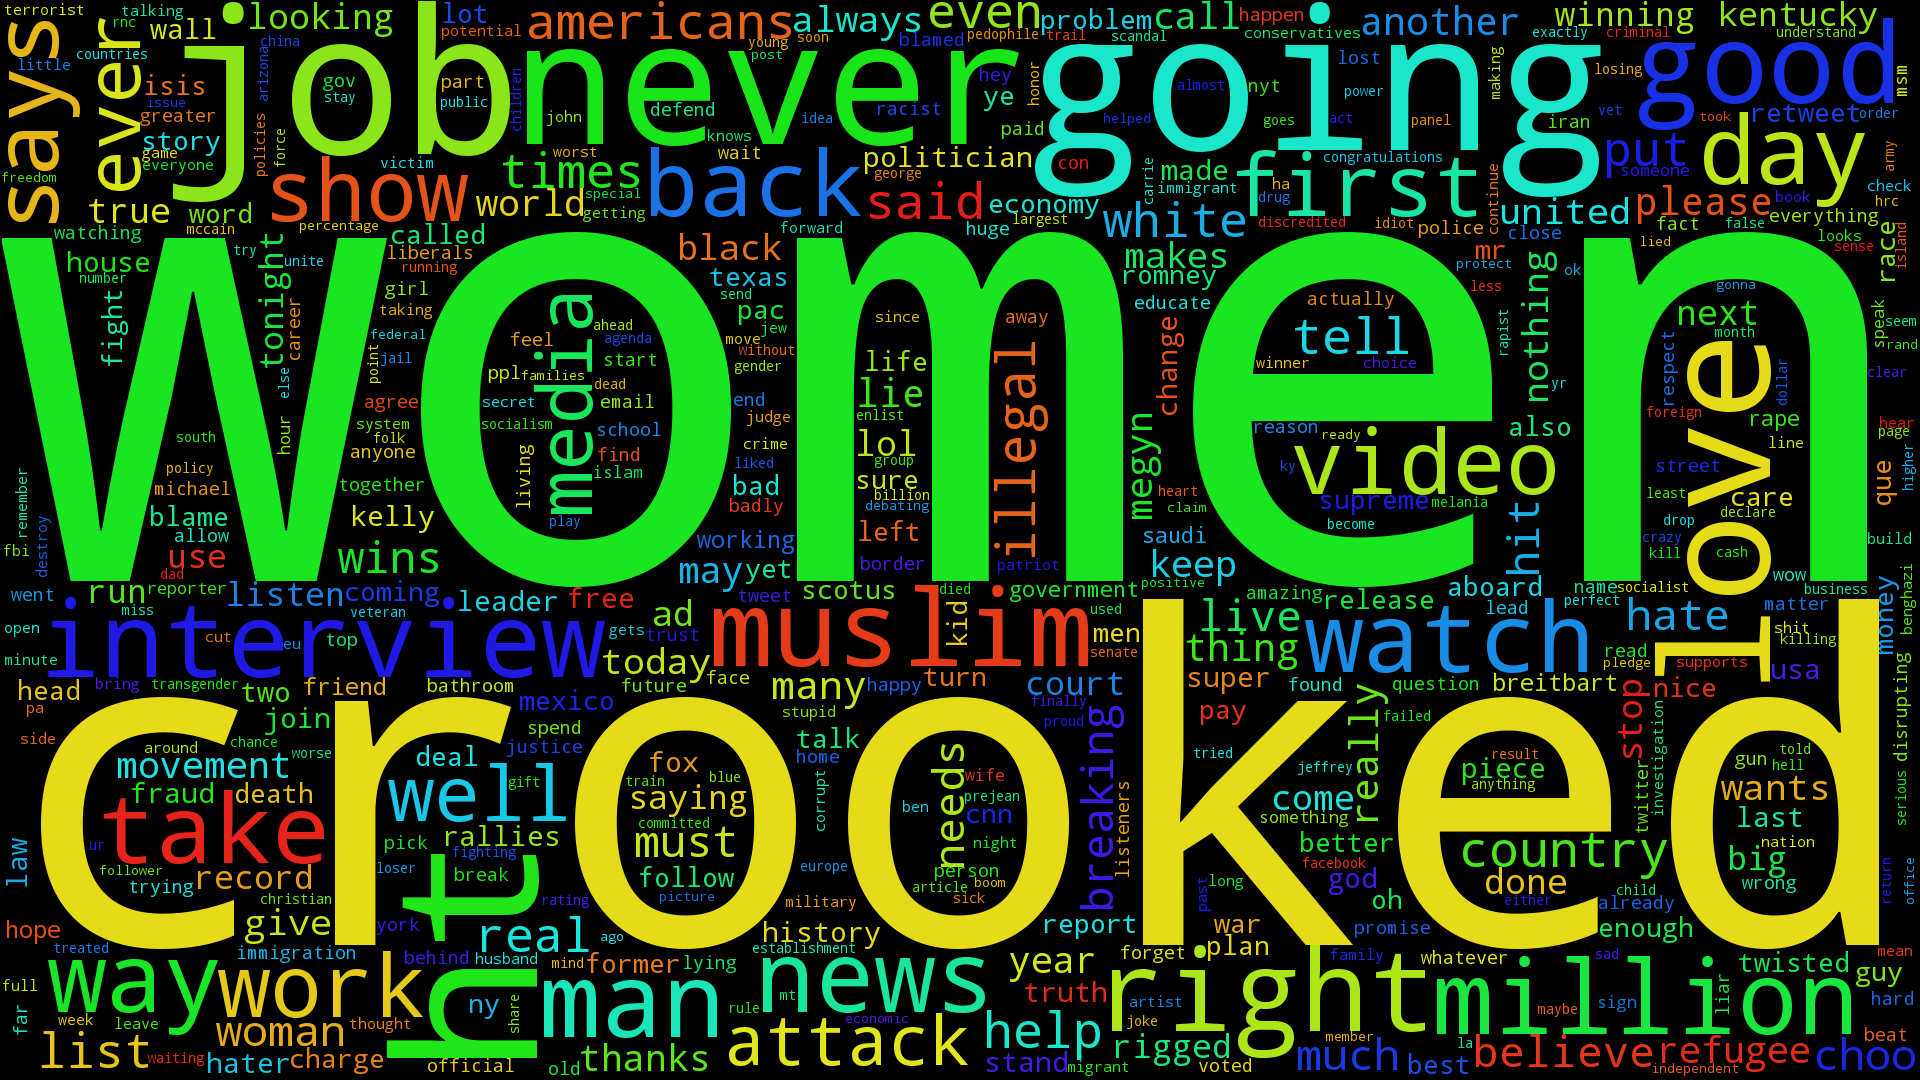 terrorist
rnc
talking
looking
lot
potential
americans
always
even
problem
call
happen
another
winning
kentucky
says
little
countries
ever
wall
job
never
going
good
china
arizona
gov
stay
part
public
children
john
young
post
soon
blamed
pedophile
trail
scandal
conservatives
exactly
criminal
understand
isis
issue
greater
story
game
everyone
freedom
policies
force
defend
knows
idea
racist
hey
ye
honor
paid
almost
helped
nyt
goes
lost
power
act
panel
making
losing
iran
vet
retweet
took
order
msm
day
put
someone
victim
show
times
worst
special
getting
world
back
wait
politician
george
said
con
economy
made
immigrant
carrie
first
ha
drug
congratulations
discredited
idiot
police
continue
united
please
book
army
check
hrc
everything
true
word
mccain
percentage
watching
called
liberals
running
black
forward
huge
largest
white
close
fact
false
looks
sense
race
island
women
house
number
fight
tonight
try
unite
career
girl
taking
federal
jail
point
else
hour
agree
system
folk
anyone
together
south
policy
michael
blame
allow
use
dad
kelly
wins
remember
fbi
destroy
media
feel
ahead
agenda
start
ppl
families
dead
secret
email
socialism
school
find
islam
living
play
texas
send
pac
jew
move
without
gender
end
judge
crime
liked
bad
badly
working
may
yet
since
away
life
lie
enlist
lol
group
sure
billion
debating
left
border
illegal
patriot
makes
romney
educate
change
megyn
heart
claim
saudi
keep
positive
mr
protect
less
rapist
nothing
ok
yr
also
hit
actually
tell
winner
choice
reason
ready
ky
video
supreme
melania
become
lied
gonna
next
month
respect
dollar
love
foreign
rape
line
street
least
care
declare
drop
crazy
kill
cash
speak
seem
rand
clear
hear
page
que
higher
build
went
run
reporter
listen
coming
leader
free
tweet
scotus
died
government
amazing
release
aboard
name
socialist
wow
business
open
miss
minute
interview
veteran
cut
eu
top
gets
trust
ad
muslim
kid
used
men
senate
live
thing
watch
lead
perfect
hate
matter
shit
killing
money
benghazi
read
pledge
supports
usa
head
bring
transgender
two
friend
bathroom
mexico
today
future
face
many
happy
turn
court
finally
super
found
question
breitbart
stop
nice
disrupting
pa
side
join
chance
worse
crooked
around
movement
fraud
death
take
ur
follower
trying
record
christian
deal
well
gift
spend
justice
pick
rallies
fighting
break
loser
fox
train
blue
saying
committed
must
follow
picture
stupid
talk
home
corrupt
europe
military
needs
wife
prejean
ben
cnn
night
person
article
boom
sick
proud
breaking
listeners
pay
tried
jeffrey
come
something
better
facebook
god
past
long
really
failed
result
piece
anything
country
done
either
child
already
twitter
investigation
told
gun
hell
wants
last
nation
big
wrong
serious
return
office
law
hope
treated
give
immigration
york
behind
real
husband
rating
ago
history
establishment
report
war
plan
forget
oh
promise
family
whatever
enough
sad
mean
full
far
way
work
ht
ny
share
mind
former
lying
man
rule
mt
news
year
truth
artist
joke
right
million
maybe
sign
twisted
liar
guy
hard
beat
week
leave
list
waiting
woman
thought
hater
charge
official
old
thanks
attack
economic
help
stand
migrant
rigged
voted
member
much
best
la
believe
refugee
independent
choo